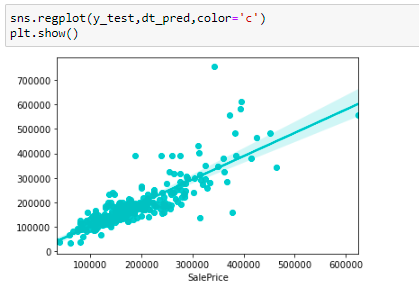 sns.regplot(y_test,dt_pred,color='c')
plt.show()
700000
600000
500000
400000
300000
200000
100000
0
100000 200000 300000 400000 500000 600000
SalePrice